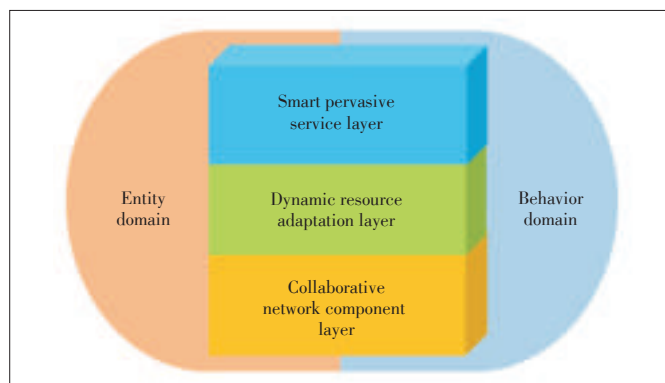 Smart pervasive
service layer
Entity
domain
Dynamic resource
adaptation layer
Behavior
domain
Collaborative
network component
layer